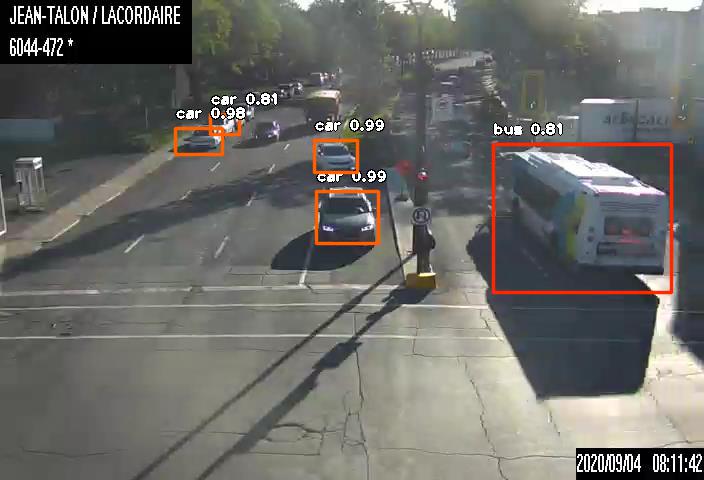 JEAN-TALON / LACORDAIRE
6044-472 *
car 0.81
car 0.98
car 0.99
bus 0.81
car 0.99
2020/09/04 08:11:42